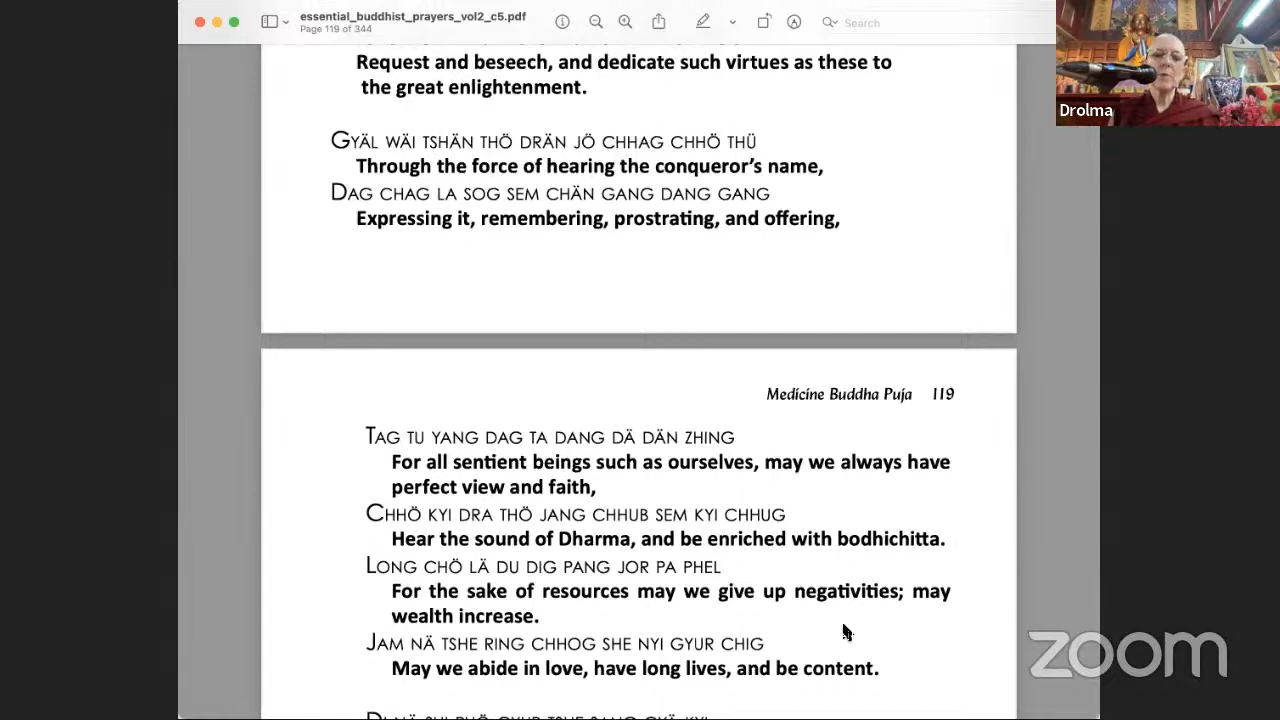 essential_buddhist_prayers_vol2_c5.pdf
Page 119 of 344
Search
Drolma
Request and beseech, and dedicate such virtues as these to
the great enlightenment.
GYÄL WÄI TSHÄN THÖ DRÄN JÖ CHHAG CHHÖ THÜ
Through the force of hearing the conqueror's name,
DAG CHAG LA SOG SEM CHÄN GANG DANG GANG
Expressing it, remembering, prostrating, and offering,
Medicine Buddha Puja 119
TAG TU YANG DAG TA DANG DÄ DÄN ZHING
For all sentient beings such as ourselves, may we always have
perfect view and faith,
CHHÖ KYI DRA THÖ JANG CHHUB SEM KYI CHHUG
Hear the sound of Dharma, and be enriched with bodhichitta.
LONG CHÖ LÄ DU DIG PANG JOR PA PHEL
For the sake of resources may we give up negativities; may
wealth increase.
JAM NÄ TSHE RING CHHOG SHE NYI GYUR CHIG
May we abide in love, have long lives, and be content.
zoom